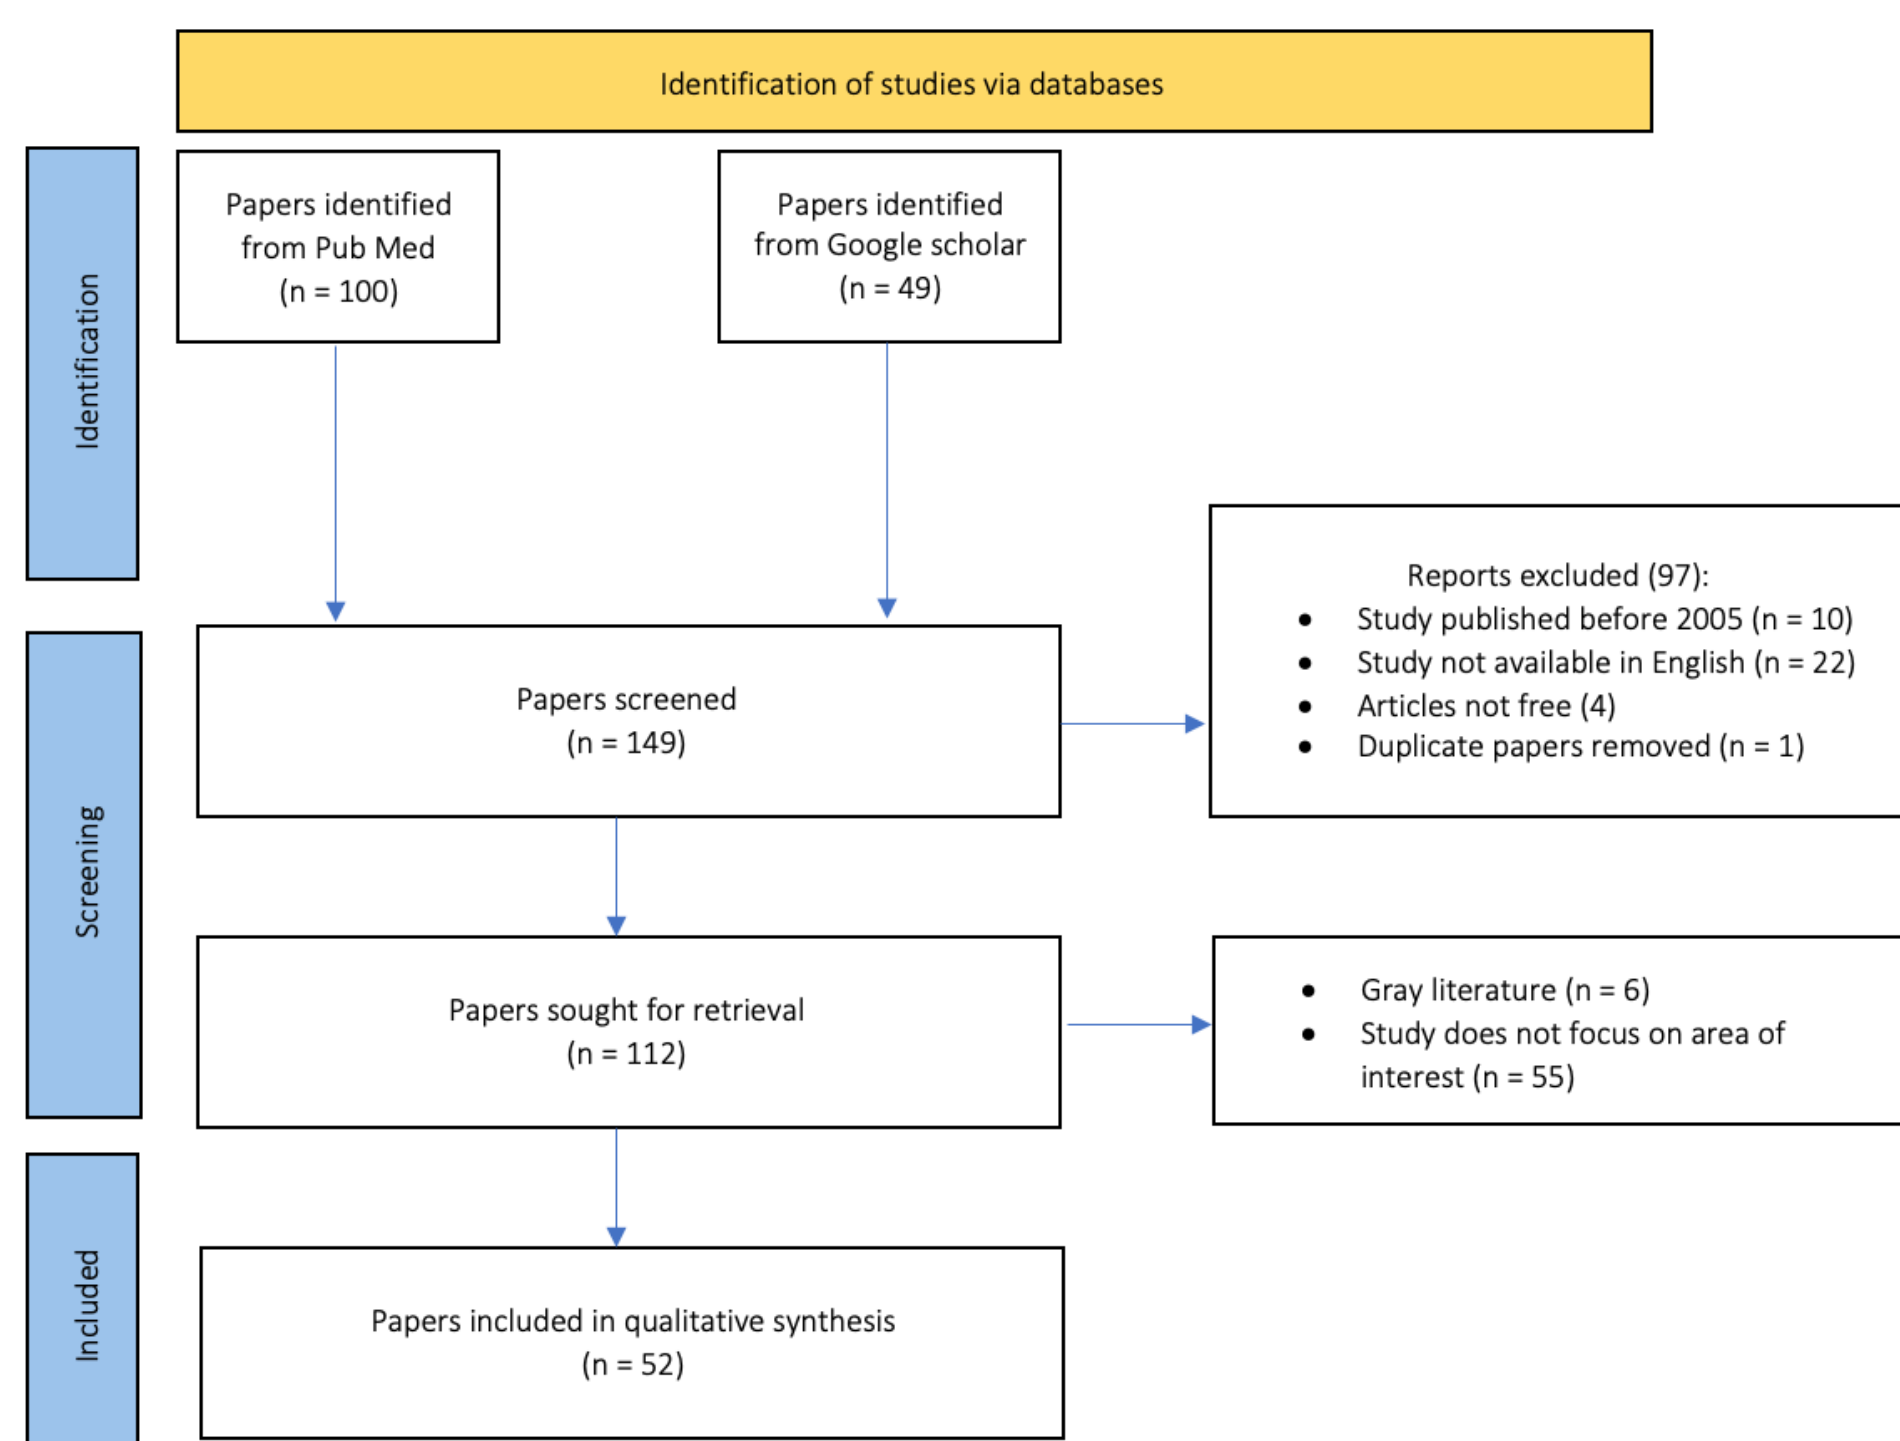 Identification of studies via databases
Identification
Papers identified
from Pub Med
(n = 100)
Papers identified
from Google scholar
(n = 49)
Reports excluded (97):
• Study published before 2005 (n = 10)
• Study not available in English (n = 22)
• Articles not free (4)
• Duplicate papers removed (n = 1)
Screening
Papers screened
(n = 149)
Papers sought for retrieval
(n = 112)
• Gray literature (n = 6)
• Study does not focus on area of
interest (n = 55)
Included
Papers included in qualitative synthesis
(n = 52)